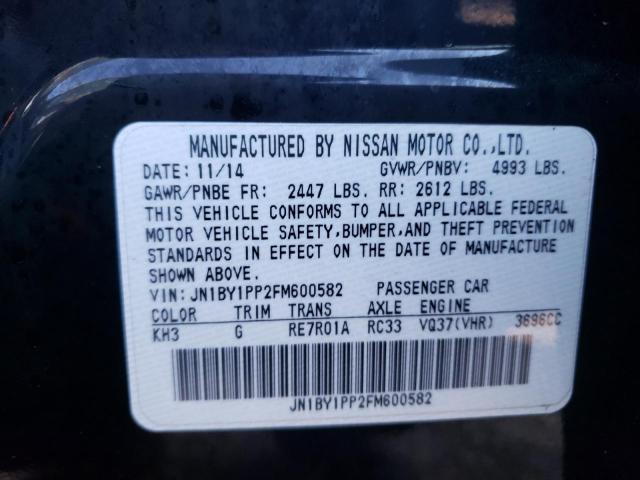 MANUFACTURED BY NISSAN MOTOR CO.,LTD.
DATE: 11/14 GVWR/PNBV: 4993 LBS.
GAWR/PNBE FR: 2447 LBS. RR: 2612 LBS.
THIS VEHICLE CONFORMS TO ALL APPLICABLE FEDERAL
MOTOR VEHICLE SAFETY,BUMPER,AND THEFT PREVENTION
STANDARDS IN EFFECT ON THE DATE OF MANUFACTURE
SHOWN ABOVE.
VIN:JN1BY1PP2FM600582 PASSENGER CAR
COLOR TRIM TRANS AXLE ENGINE
KH3 G RE7R01A RC33 VQ37(VHR) 3696CC
JN1BY1PP2FM600582